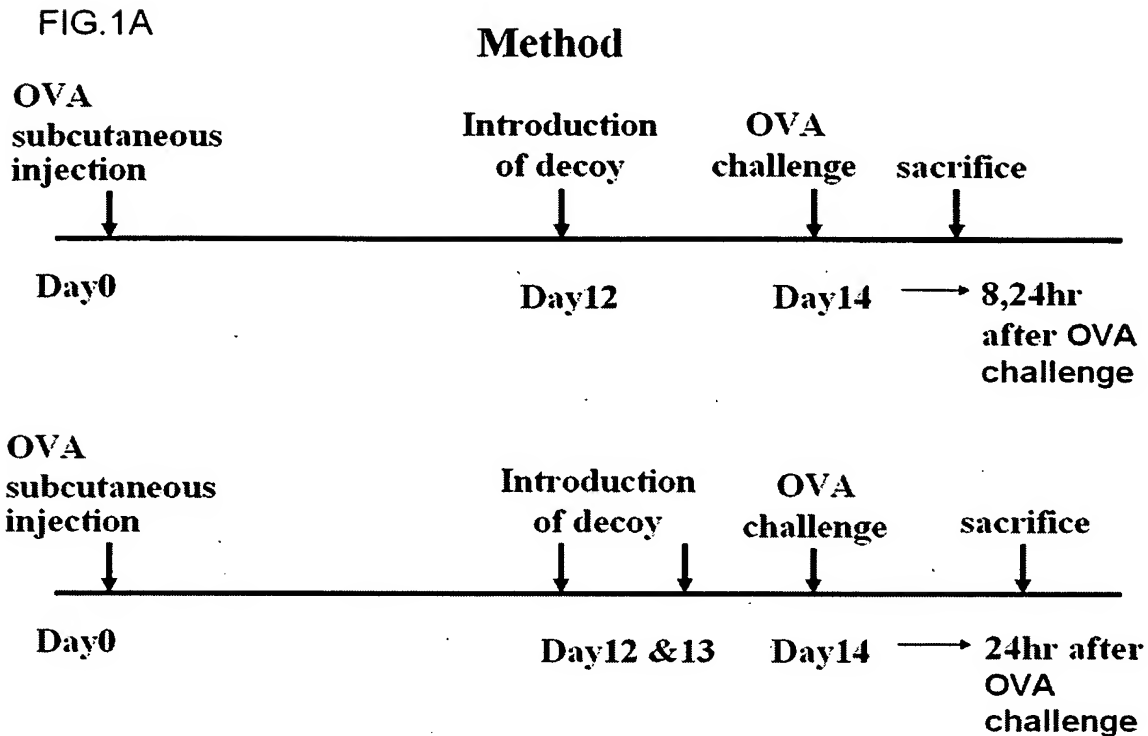 FIG.1A
Method
OVA
subcutaneous
injection
Introduction
of decoy
OVA
challenge
sacrifice
Day0
Day12
Day14
8,24hr
after OVA
challenge
OVA
subcutaneous
injection
Introduction
of decoy
OVA
challenge
sacrifice
Day0
Day12 &13
Day14
24hr after
OVA
challenge